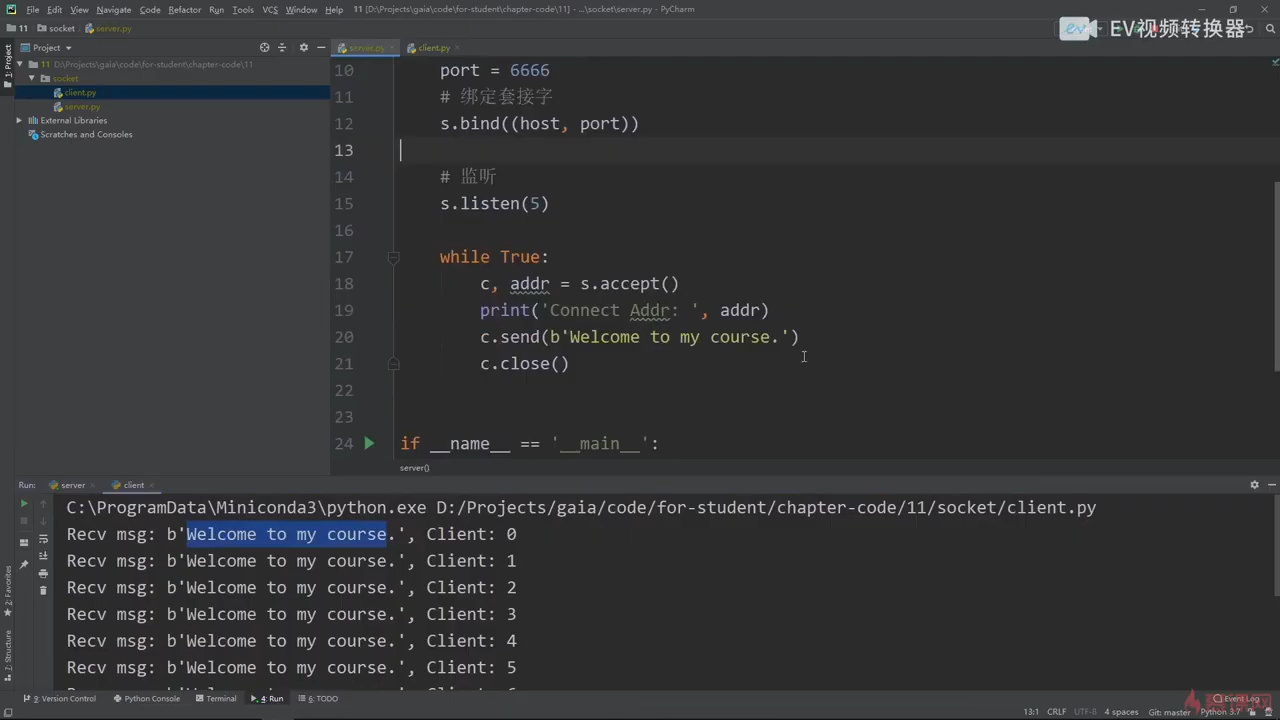 File Edit View Navigate Code Refactor Run Tools VCS Window Help 11 [D:\Projects\gaia\code\for-student\chapter-code\11] - ...\socket\server.py - PyCharm
11 socket server.py
EV视频转换器
Project
server.py client.py
1: Project
11 D:\Projects\gaia\code\for-student\chapter-code\11
socket
client.py
server.py
External Libraries
Scratches and Consoles
10 port = 6666
11 # 绑定套接字
12 s.bind((host, port))
13
14 # 监听
15 s.listen(5)
16
17 while True:
18 c, addr = s.accept()
19 print('Connect Addr: ', addr)
20 c.send(b'Welcome to my course.')
21 c.close()
22
23
24 if __name__ == '__main__':
server()
Run: server client
C:\ProgramData\Miniconda3\python.exe D:/Projects/gaia/code/for-student/chapter-code/11/socket/client.py
Recv msg: b'Welcome to my course.', Client: 0
Recv msg: b'Welcome to my course.', Client: 1
Recv msg: b'Welcome to my course.', Client: 2
Recv msg: b'Welcome to my course.', Client: 3
Recv msg: b'Welcome to my course.', Client: 4
Recv msg: b'Welcome to my course.', Client: 5
2: Favorites
7: Structure
9: Version Control Python Console Terminal 4: Run 6: TODO Event Log
13:1 CRLF UTF-8 4 spaces Git: master Python 3.7